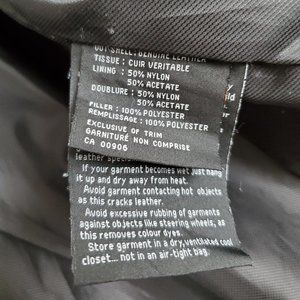 OUT-SHELL: GENUINE LEATHER
TISSUE : CUIR VERITABLE
LINING : 50% NYLON
50% ACETATE
DOUBLURE : 50% NYLON
50% ACETATE
FILLER : 100% POLYESTER
REMPLISSAGE : 100% POLYESTER
EXCLUSIVE OF TRIM
GARNITURE NON COMPRISE
CA 00906
leather
If your garment becomes wet just hang
it up and dry away from heat.
Avoid garment contacting hot objects
as this cracks leather.
Avoid excessive rubbing of garments
against objects like steering wheels, as
this removes colour dyes.
Store garment in a dry, ventilated cool
closet... not in an air-tight bag.